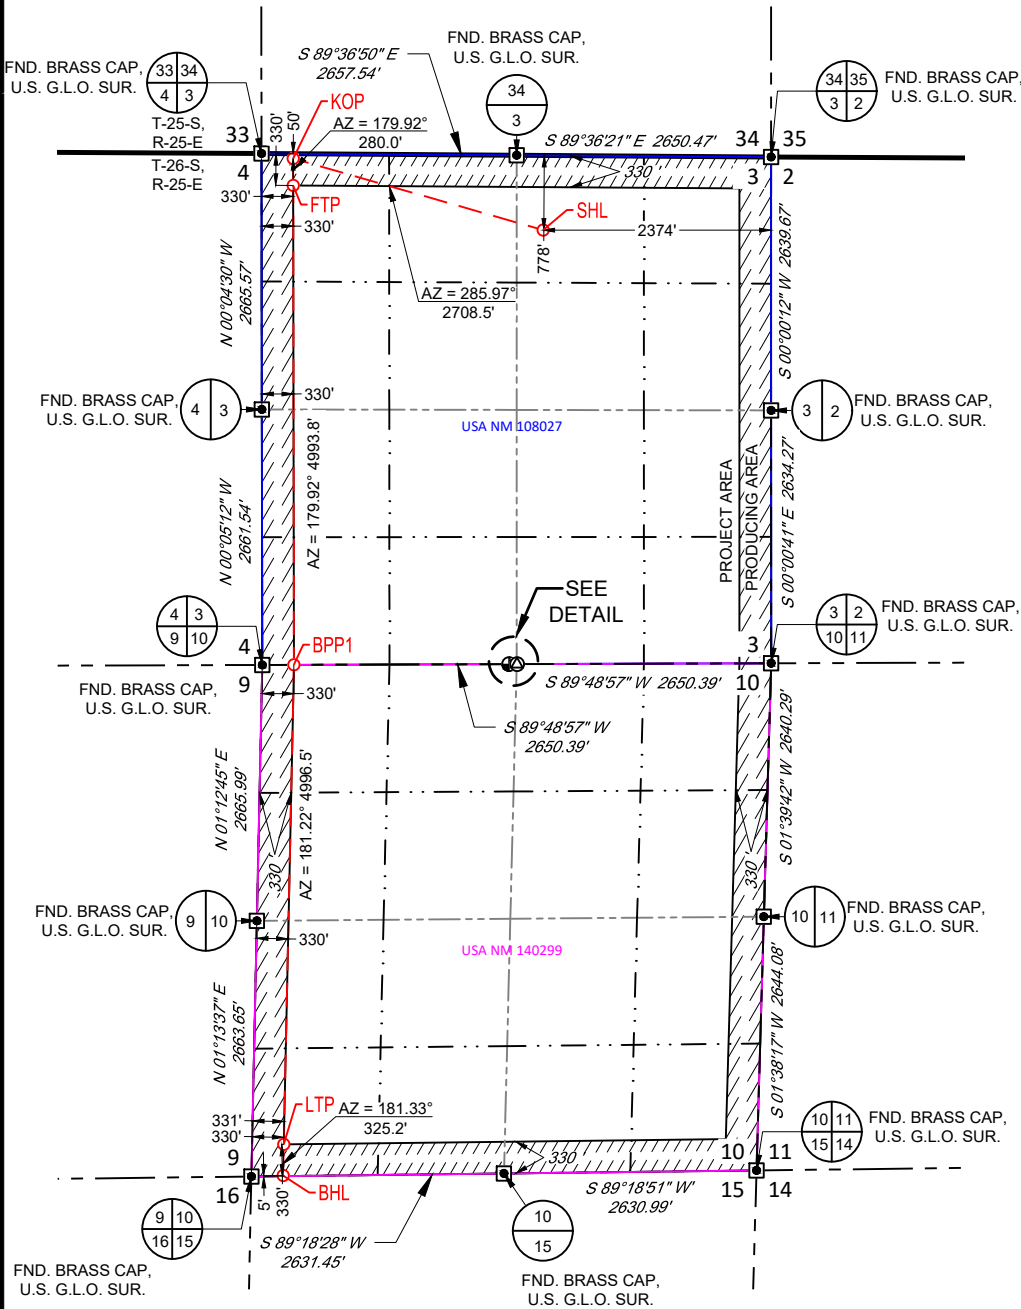 S 89°36'50" E
2657.54'
FND. BRASS CAP,
U.S. G.L.O. SUR.
34
3
FND. BRASS CAP,
U.S. G.L.O. SUR.
33 34
4 3
34 35
3 2
FND. BRASS CAP,
U.S. G.L.O. SUR.
T-25-S,
R-25-E
T-26-S,
R-25-E
33
4
330'
50'
KOP
AZ = 179.92°
280.0'
S 89°36'21" E 2650.47'
34 35
3 2
330'
330'
FTP
330'
SHL
2374'
778'
AZ = 285.97°
2708.5'
N 00°04'30" W
2665.57'
S 00°00'12" W 2639.67'
330'
FND. BRASS CAP,
U.S. G.L.O. SUR.
4 3
USA NM 108027
3 2
FND. BRASS CAP,
U.S. G.L.O. SUR.
AZ = 179.92° 4993.8'
N 00°05'12" W
2661.54'
PROJECT AREA
PRODUCING AREA
S 00°00'41" E 2634.27'
SEE
DETAIL
4 3
9 10
3 2
10 11
FND. BRASS CAP,
U.S. G.L.O. SUR.
4
9
BPP1
3
10
FND. BRASS CAP,
U.S. G.L.O. SUR.
330'
S 89°48'57" W 2650.39'
S 89°48'57" W
2650.39'
N 01°12'45" E
2665.99'
AZ = 181.22° 4996.5'
S 01°39'42" W 2640.29'
330'
330'
FND. BRASS CAP,
U.S. G.L.O. SUR.
9 10
330'
USA NM 140299
10 11
FND. BRASS CAP,
U.S. G.L.O. SUR.
N 01°13'37" E
2663.65'
S 01°38'17" W 2644.08'
331'
330'
LTP
AZ = 181.33°
325.2'
10 11
15 14
FND. BRASS CAP,
U.S. G.L.O. SUR.
9
16
330
10 11
15 14
5'
330'
BHL
S 89°18'51" W'
2630.99'
9 10
16 15
S 89°18'28" W
2631.45'
10
15
FND. BRASS CAP,
U.S. G.L.O. SUR.
FND. BRASS CAP,
U.S. G.L.O. SUR.